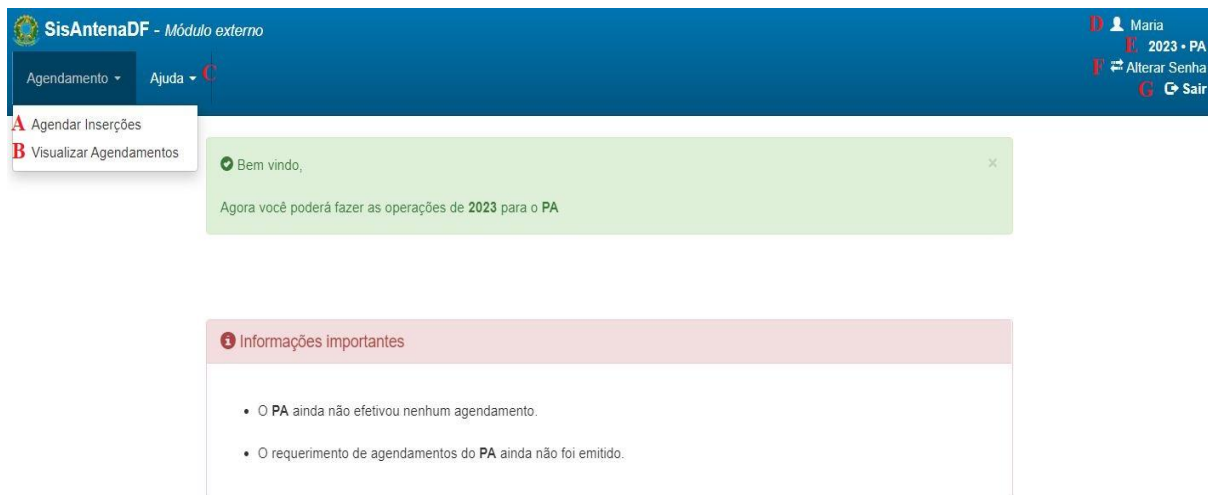 SisAntenaDF - Módulo externo
D Maria
E 2023 • PA
F Alterar Senha
G Sair
Agendamento Ajuda C
A Agendar Inserções
B Visualizar Agendamentos
Bem vindo, ×
Agora você poderá fazer as operações de 2023 para o PA
Informações importantes
• O PA ainda não efetivou nenhum agendamento.
• O requerimento de agendamentos do PA ainda não foi emitido.